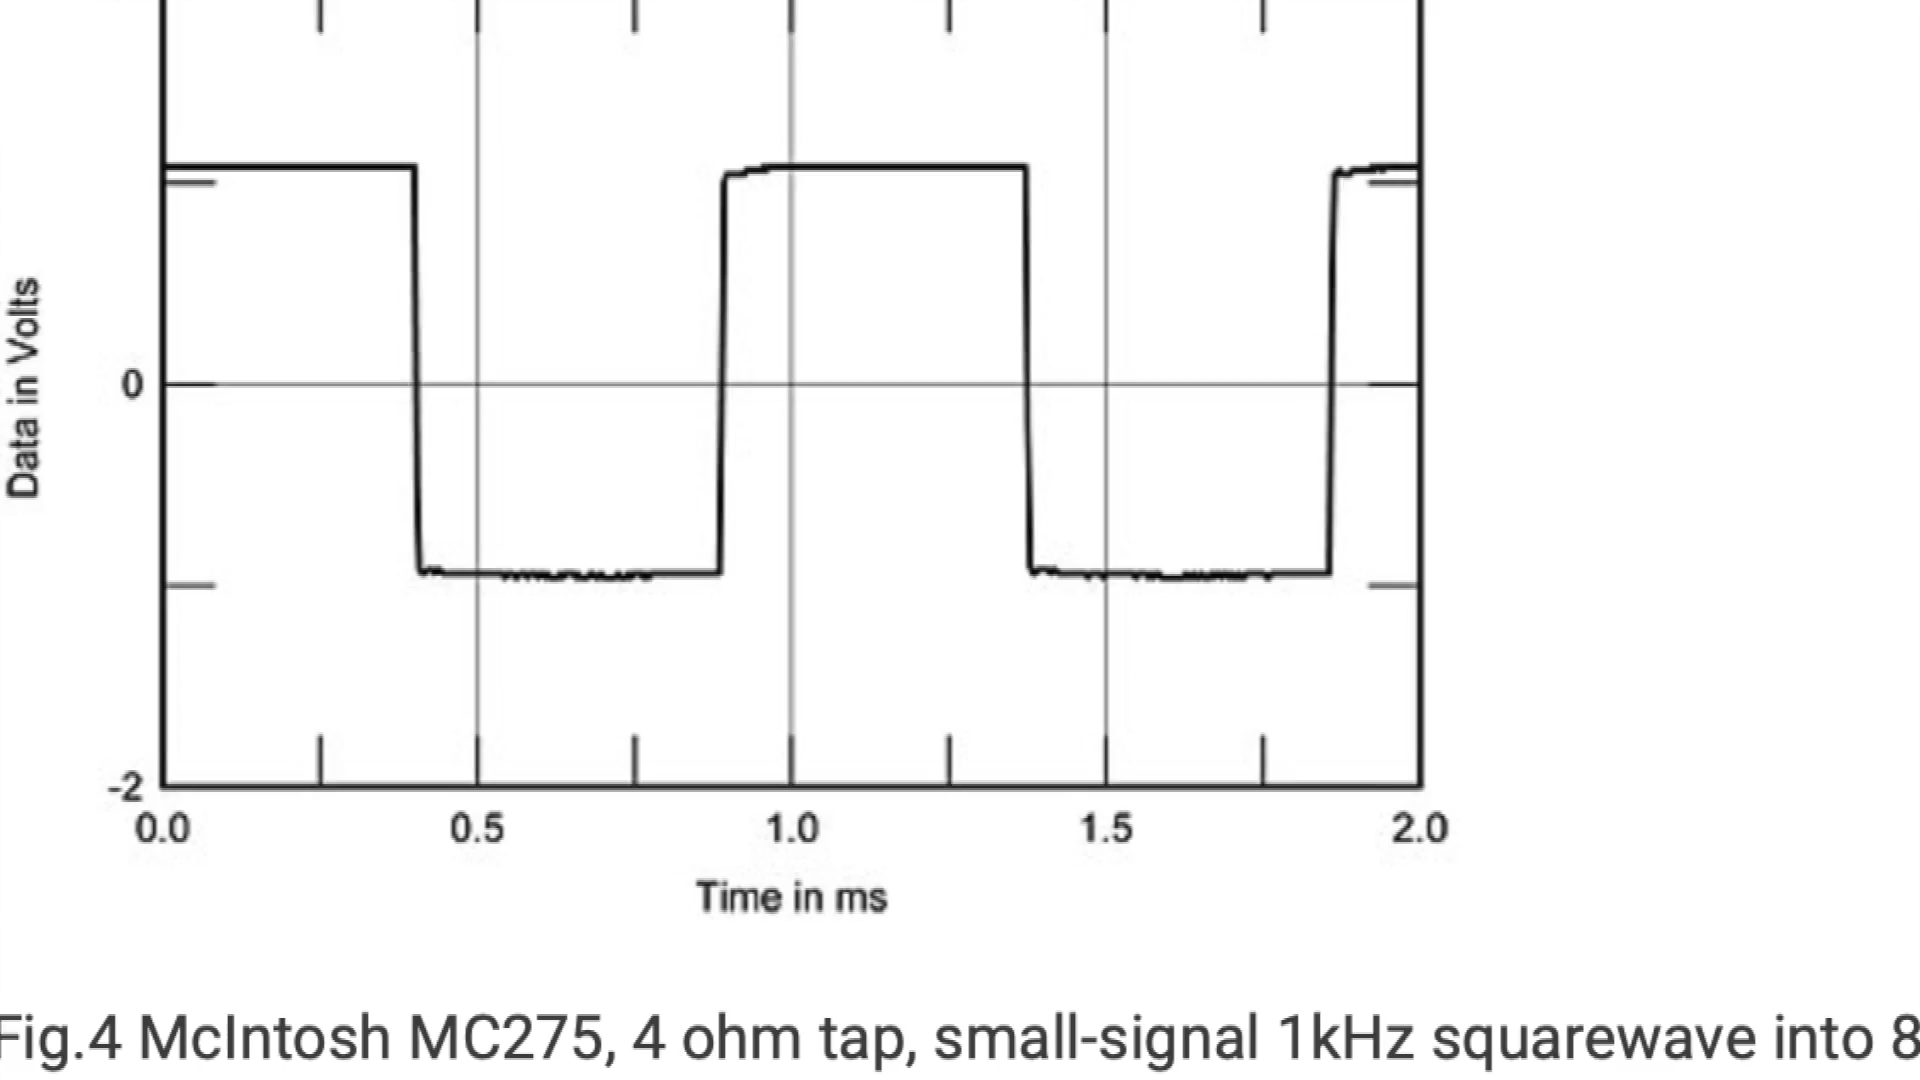 Data in Volts
0
-2
0.0 0.5 1.0 1.5 2.0
Time in ms
Fig.4 McIntosh MC275, 4 ohm tap, small-signal 1kHz squarewave into 8